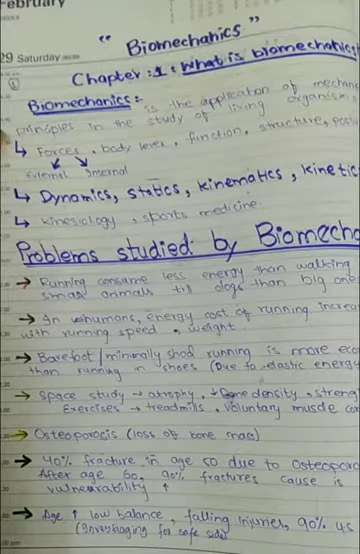 February
" Biomechanics "
29 Saturday
Chapter : 1 : What is biomechanics
Biomechanics :- is the application of mechan
principles in the study of living organism
↳ Forces, body level, function, structure, postu
External Internal
↳ Dynamics, statics, kinematics, kinetic
↳ kinesiology, sports medicine
Problems studied by Biomecha
→ Running consume less energy than walking
small animals till dogs than big one
→ In humans, energy cost of running increa
with running speed, weight
→ Barefoot/minimally shod running is more eco
than running in shoes (Due to elastic energy
→ Space study → atrophy, ↓ Bone density, streng
Exercises → treadmills, voluntary muscle con
→ Osteoporosis (loss of bone mass)
→ 40% fracture in age 50 due to Osteopora
After age 60, 90% fractures cause is
vulnerability ↑
→ Age ↑ low balance, falling injuries, 90% us
for safe side)